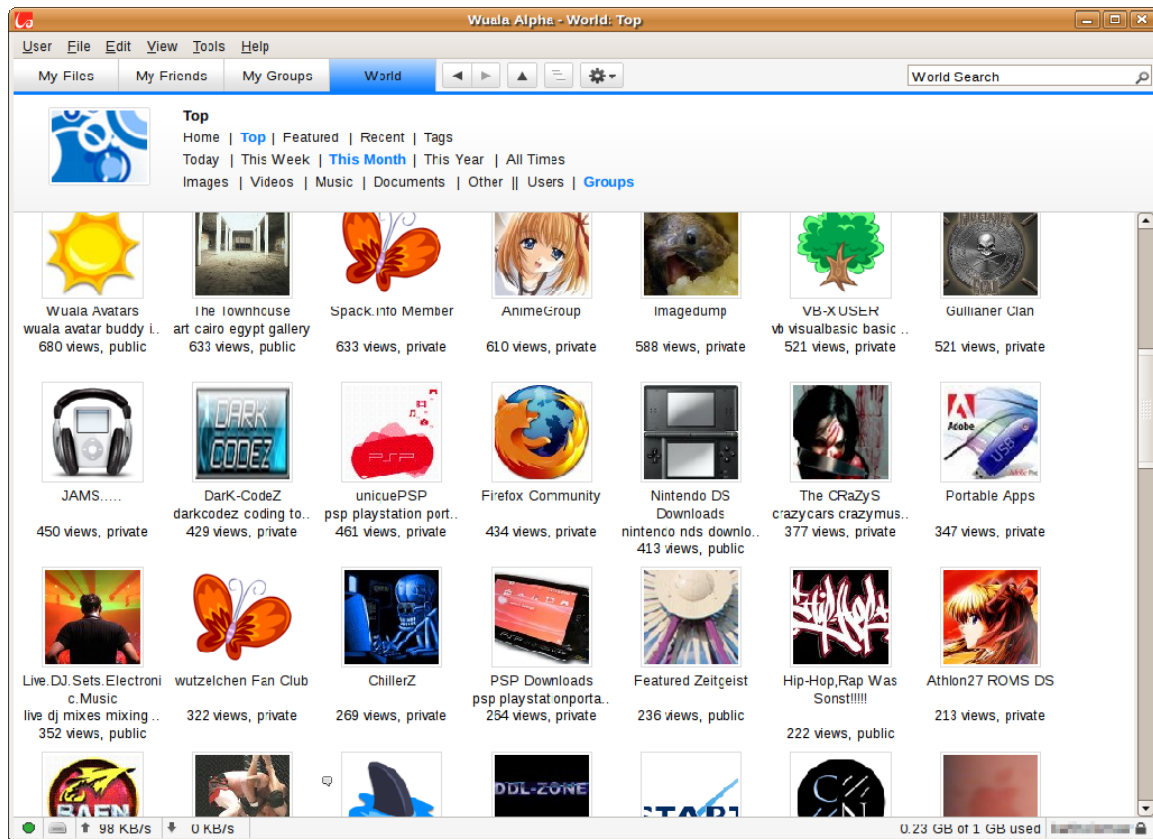 Wuala Alpha - World: Top
User File Edit View Tools Help
My Files My Friends My Groups World World Search
Top
Home | Top | Featured | Recent | Tags
Today | This Week | This Month | This Year | All Times
Images | Videos | Music | Documents | Other || Users | Groups
Wuala Avatars The Townhouse Spack.info Member AnimeGroup Imagedump VB-XUSER Gullianer Clan
wuala avatar buddy i.. art cairo egypt gallery vb visualbasic basic ..
680 views, public 633 views, public 633 views, private 610 views, private 588 views, private 521 views, private 521 views, private
DARK CODEZ
PSP
Adobe
USB
JAMS..... DarK-CodeZ unicuePSP Firefox Community Nintendo DS The CRaZyS Portable Apps
darkcodez coding to.. psp playstation port.. Downloads crazycars crazymus..
450 views, private 429 views, private 461 views, private 434 views, private nintenco nds downlo.. 377 views, private 347 views, private
413 views, public
Live.DJ.Sets.Electroni wutzelchen Fan Club ChillerZ PSP Downloads Featured Zeitgeist Hip-Hop,Rap Was Athlon27 ROMS DS
c.Music psp playstationporta.. Sonst!!!!!
live dj mixes mixing .. 322 views, private 269 views, private 254 views, private 236 views, public 213 views, private
352 views, public 222 views, public
DDL-ZONE
START
98 KB/s 0 KB/s 0.23 GB of 1 GB used